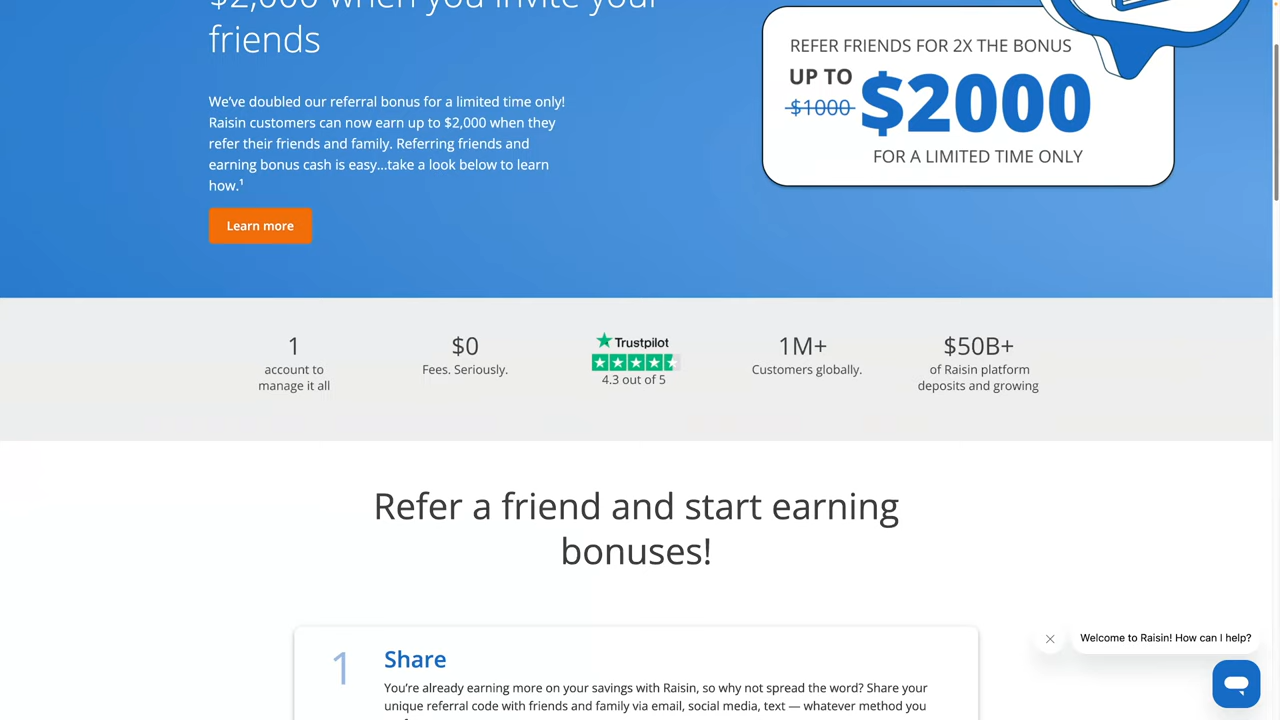 $2,000 when you invite your
friends
We've doubled our referral bonus for a limited time only!
Raisin customers can now earn up to $2,000 when they
refer their friends and family. Referring friends and
earning bonus cash is easy...take a look below to learn
how.¹
Learn more
REFER FRIENDS FOR 2X THE BONUS
UP TO
$1000
$2000
FOR A LIMITED TIME ONLY
1
account to
manage it all
$0
Fees. Seriously.
Trustpilot
4.3 out of 5
1M+
Customers globally.
$50B+
of Raisin platform
deposits and growing
Refer a friend and start earning
bonuses!
1
Share
You're already earning more on your savings with Raisin, so why not spread the word? Share your
unique referral code with friends and family via email, social media, text — whatever method you
Welcome to Raisin! How can I help?